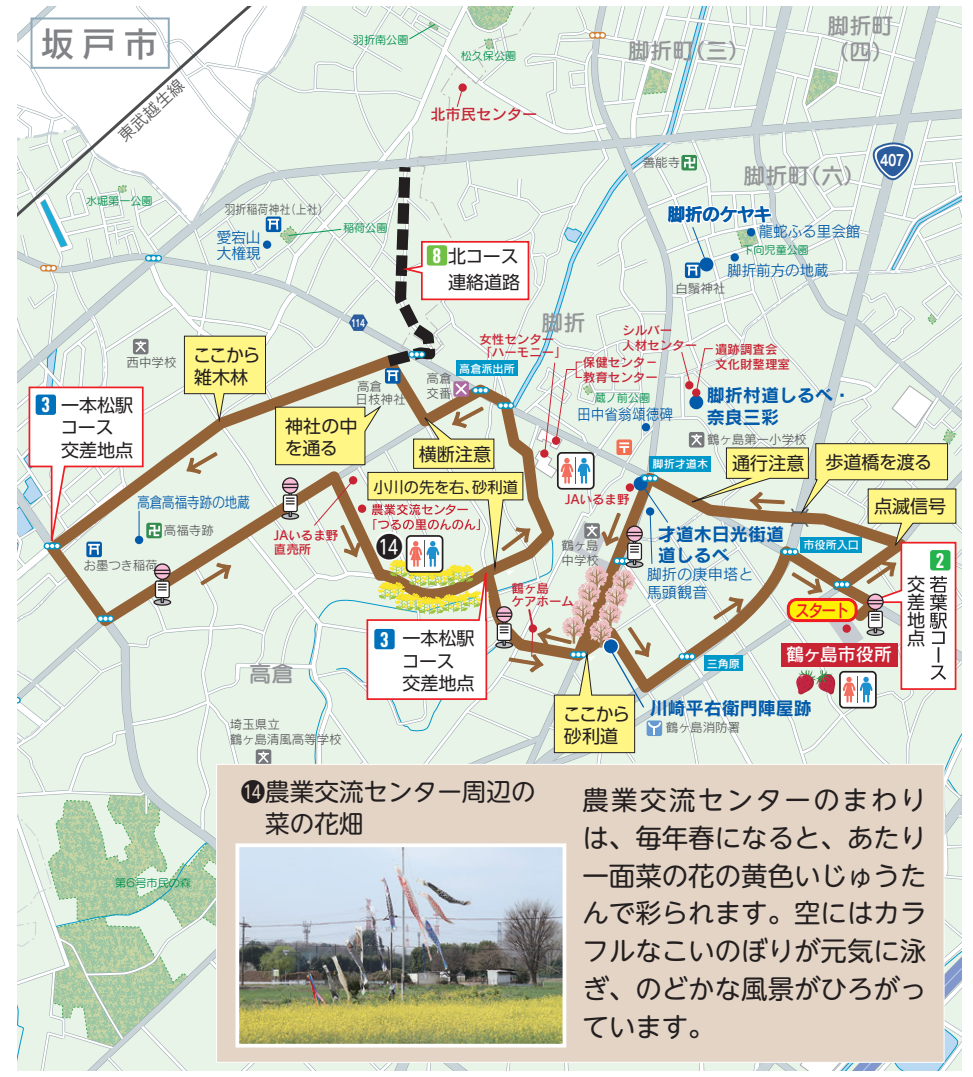 坂戸市
東武越生線
羽折南公園
松久保公園
北市民センター
脚折町(三)
脚折町
(四)
407
善能寺
脚折町(六)
脚折のケヤキ
龍蛇ふる里会館
下向児童公園
脚折前方の地蔵
白鬚神社
水堀第一公園
羽折稲荷神社(上社)
稲荷公園
愛宕山
大権現
8 北コース
連絡道路
114
脚折
西中学校
ここから
雑木林
3 一本松駅
コース
交差地点
高倉
日枝神社
神社の中
を通る
高倉
交番
女性センター
「ハーモニー」
高倉派出所
横断注意
保健センター
教育センター
蔵ノ前公園
田中省翁頌徳碑
シルバー
人材センター
遺跡調査会
文化財整理室
脚折村道しるべ・
奈良三彩
鶴ヶ島第一小学校
脚折才道木
JAいるま野
通行注意
歩道橋を渡る
点滅信号
小川の先を右、砂利道
農業交流センター
「つるの里のんのん」
JAいるま野
直売所
⓮
高倉高福寺跡の地蔵
高福寺跡
お墨つき稲荷
鶴ヶ島
中学校
才道木日光街道
道しるべ
脚折の庚申塔と
馬頭観音
市役所入口
2 若葉駅コース
交差地点
スタート
鶴ヶ島市役所
鶴ヶ島
ケアホーム
3 一本松駅
コース
交差地点
三角原
川崎平右衛門陣屋跡
鶴ヶ島消防署
ここから
砂利道
高倉
埼玉県立
鶴ヶ島清風高等学校
第6号市民の森
⓮農業交流センター周辺の
菜の花畑
農業交流センターのまわり
は、毎年春になると、あたり
一面菜の花の黄色いじゅうた
んで彩られます。空にはカラ
フルなこいのぼりが元気に泳
ぎ、のどかな風景がひろがっ
ています。